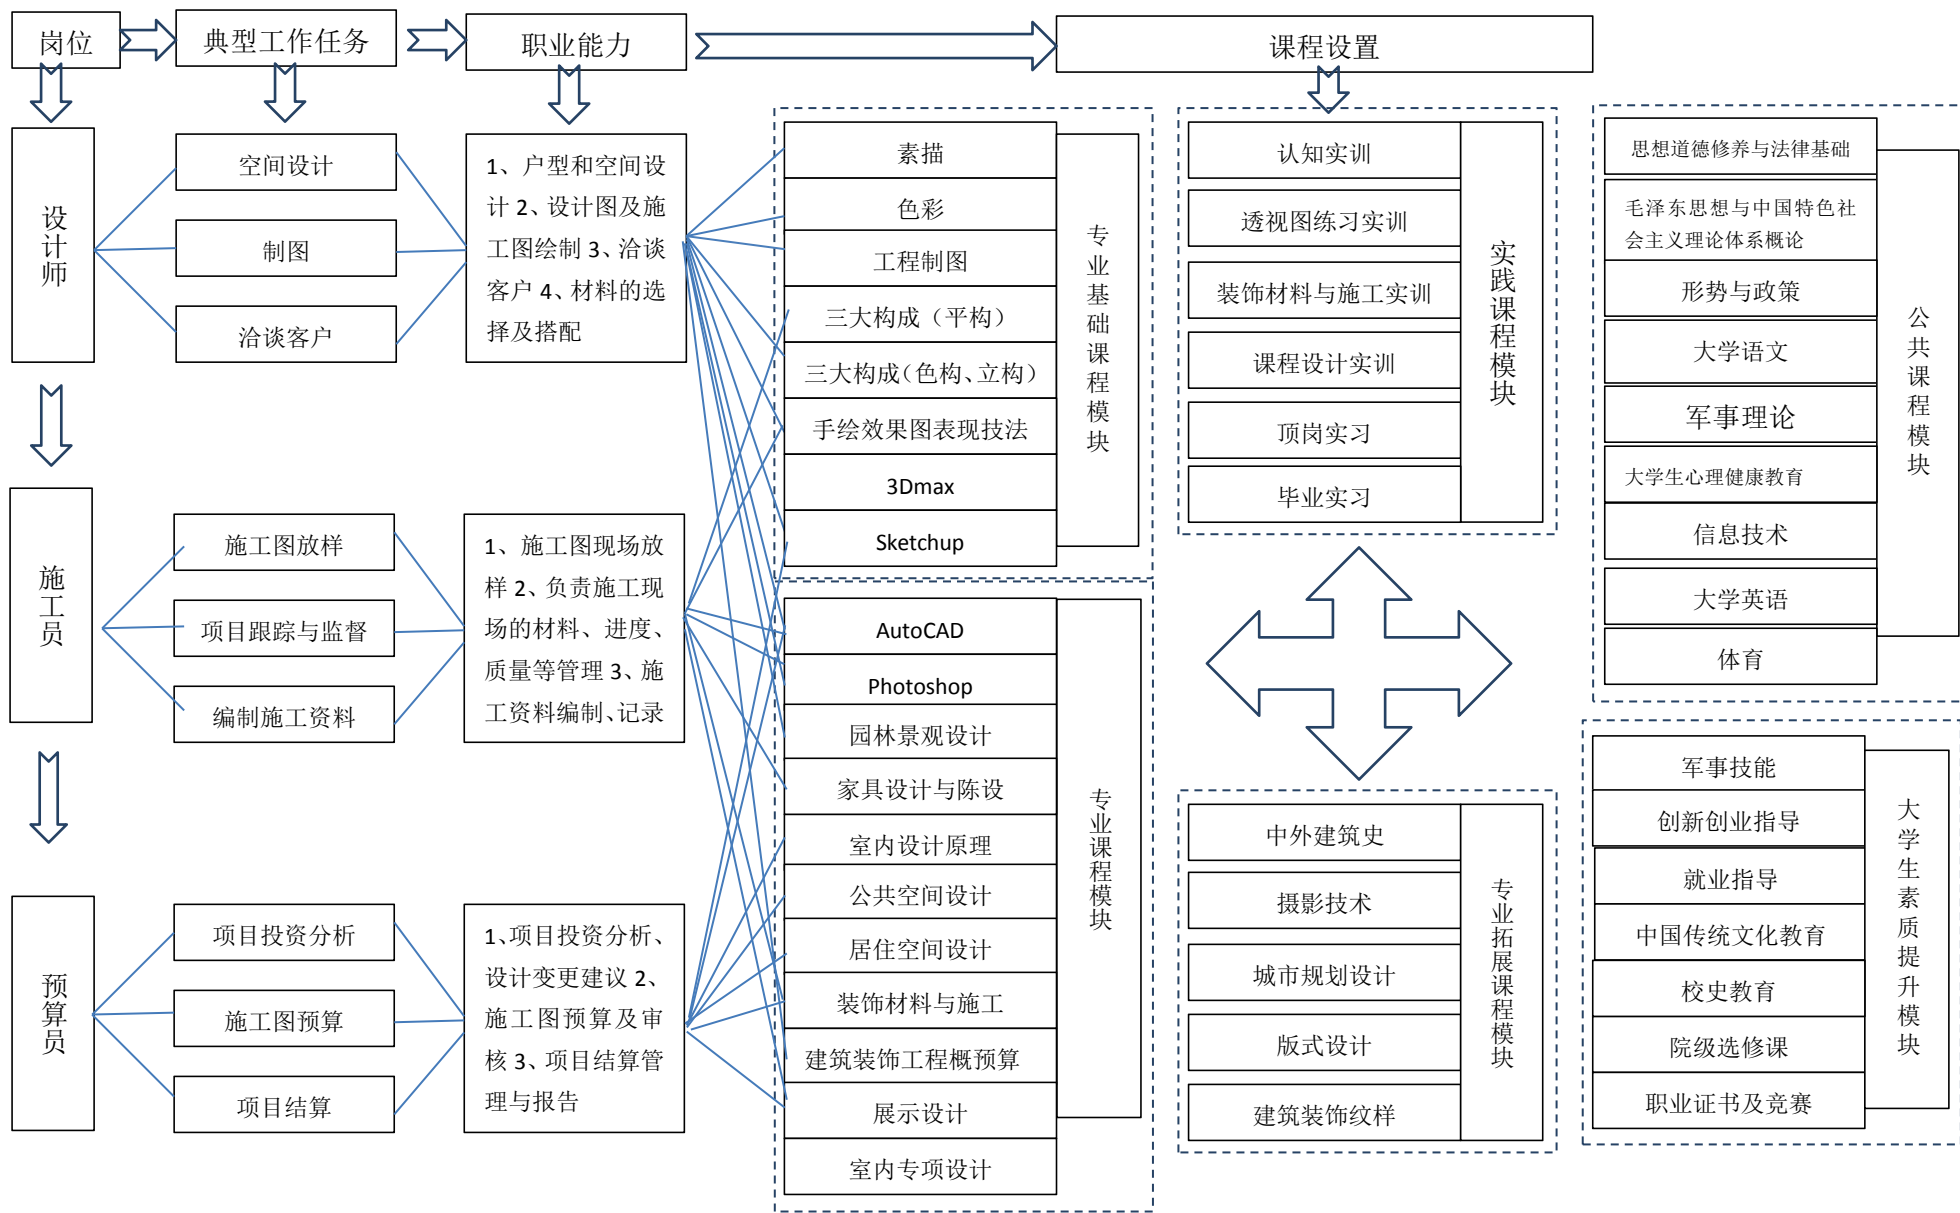 岗位
典型工作任务
职业能力
课程设置
设计师
空间设计
制图
洽谈客户
1、户型和空间设
计 2、设计图及施
工图绘制 3、洽谈
客户 4、材料的选
择及搭配
施工员
施工图放样
项目跟踪与监督
编制施工资料
1、施工图现场放
样 2、负责施工现
场的材料、进度、
质量等管理 3、施
工资料编制、记录
预算员
项目投资分析
施工图预算
项目结算
1、项目投资分析、
设计变更建议 2、
施工图预算及审
核 3、项目结算管
理与报告
素描
色彩
工程制图
三大构成（平构）
三大构成（色构、立构）
手绘效果图表现技法
3Dmax
Sketchup
专业基础课程模块
AutoCAD
Photoshop
园林景观设计
家具设计与陈设
室内设计原理
公共空间设计
居住空间设计
装饰材料与施工
建筑装饰工程概预算
展示设计
室内专项设计
专业课程模块
认知实训
透视图练习实训
装饰材料与施工实训
课程设计实训
顶岗实习
毕业实习
实践课程模块
中外建筑史
摄影技术
城市规划设计
版式设计
建筑装饰纹样
专业拓展课程模块
思想道德修养与法律基础
毛泽东思想与中国特色社
会主义理论体系概论
形势与政策
大学语文
军事理论
大学生心理健康教育
信息技术
大学英语
体育
公共课程模块
军事技能
创新创业指导
就业指导
中国传统文化教育
校史教育
院级选修课
职业证书及竞赛
大学生素质提升模块